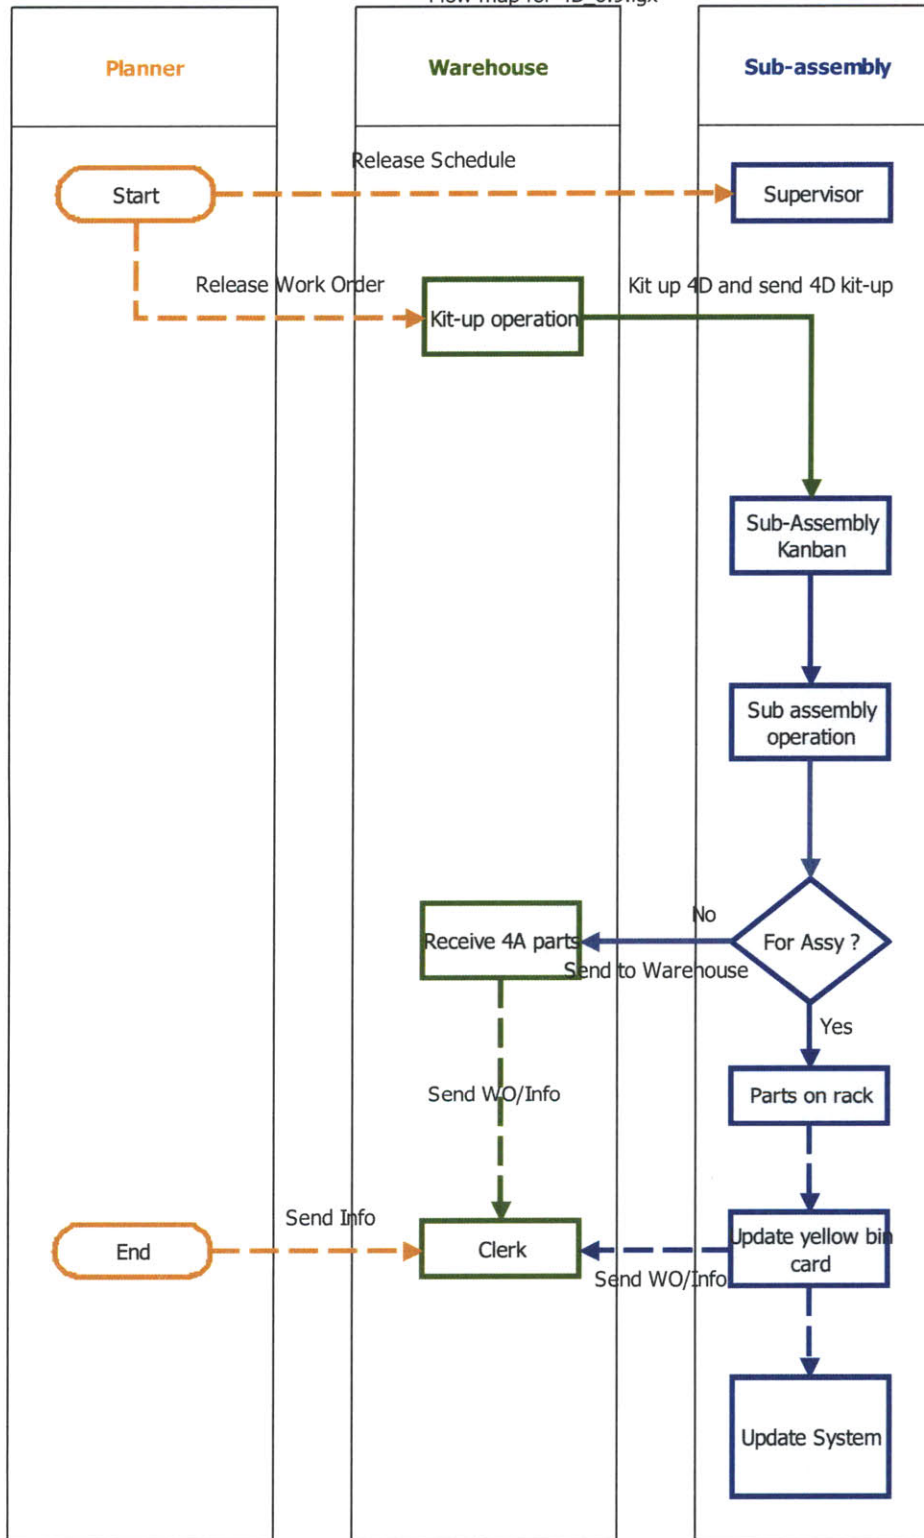 Planner
Warehouse
Sub-assembly
Release Schedule
Start
Supervisor
Release Work Order
Kit up 4D and send 4D kit-up
Kit-up operation
Sub-Assembly
Kanban
Sub assembly
operation
No
Receive 4A parts
For Assy ?
Send to Warehouse
Yes
Send WO/Info
Parts on rack
Send Info
End
Clerk
Update yellow bin
card
Send WO/Info
Update System